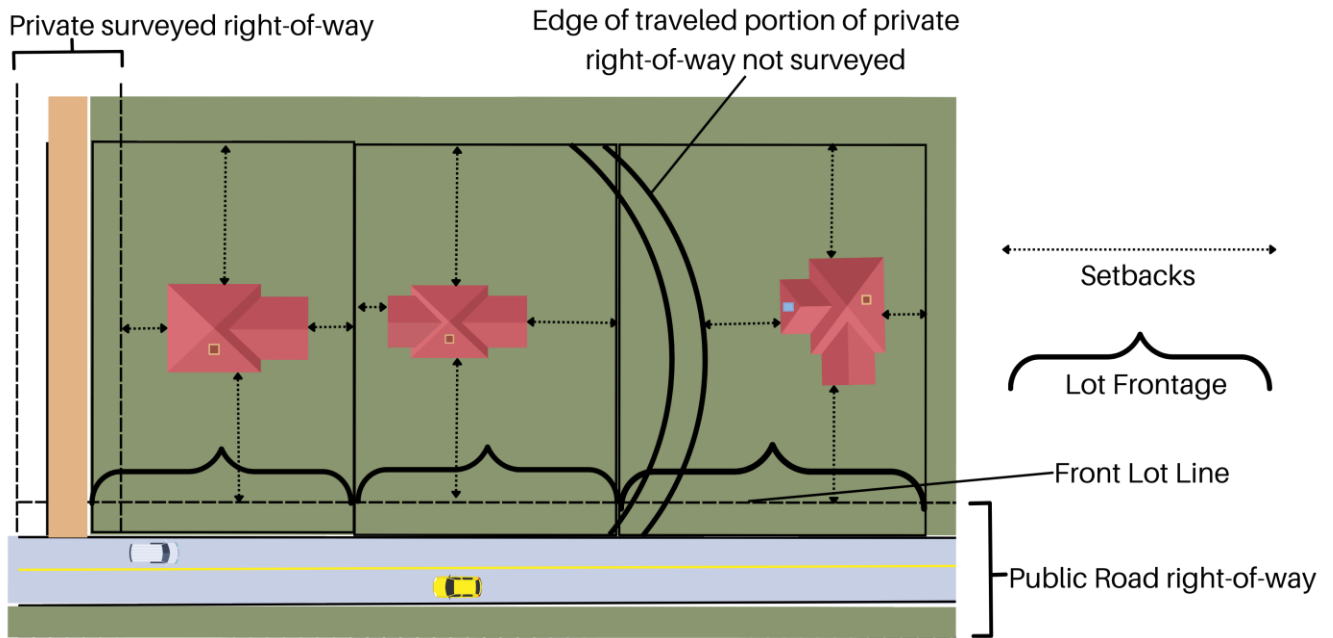 Private surveyed right-of-way
Edge of traveled portion of private
right-of-way not surveyed
Setbacks
Lot Frontage
Front Lot Line
Public Road right-of-way